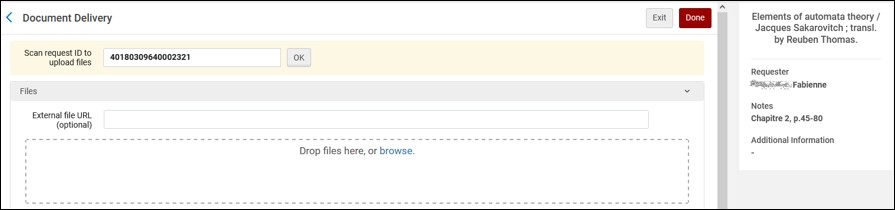 Document Delivery
Exit
Done
Scan request ID to
upload files
40180309640002321
OK
Files
External file URL
(optional)
Drop files here, or browse.
Elements of automata theory /
Jacques Sakarovitch ; transl.
by Reuben Thomas.
Requester
Fabienne
Notes
Chapitre 2, p.45-80
Additional Information
-